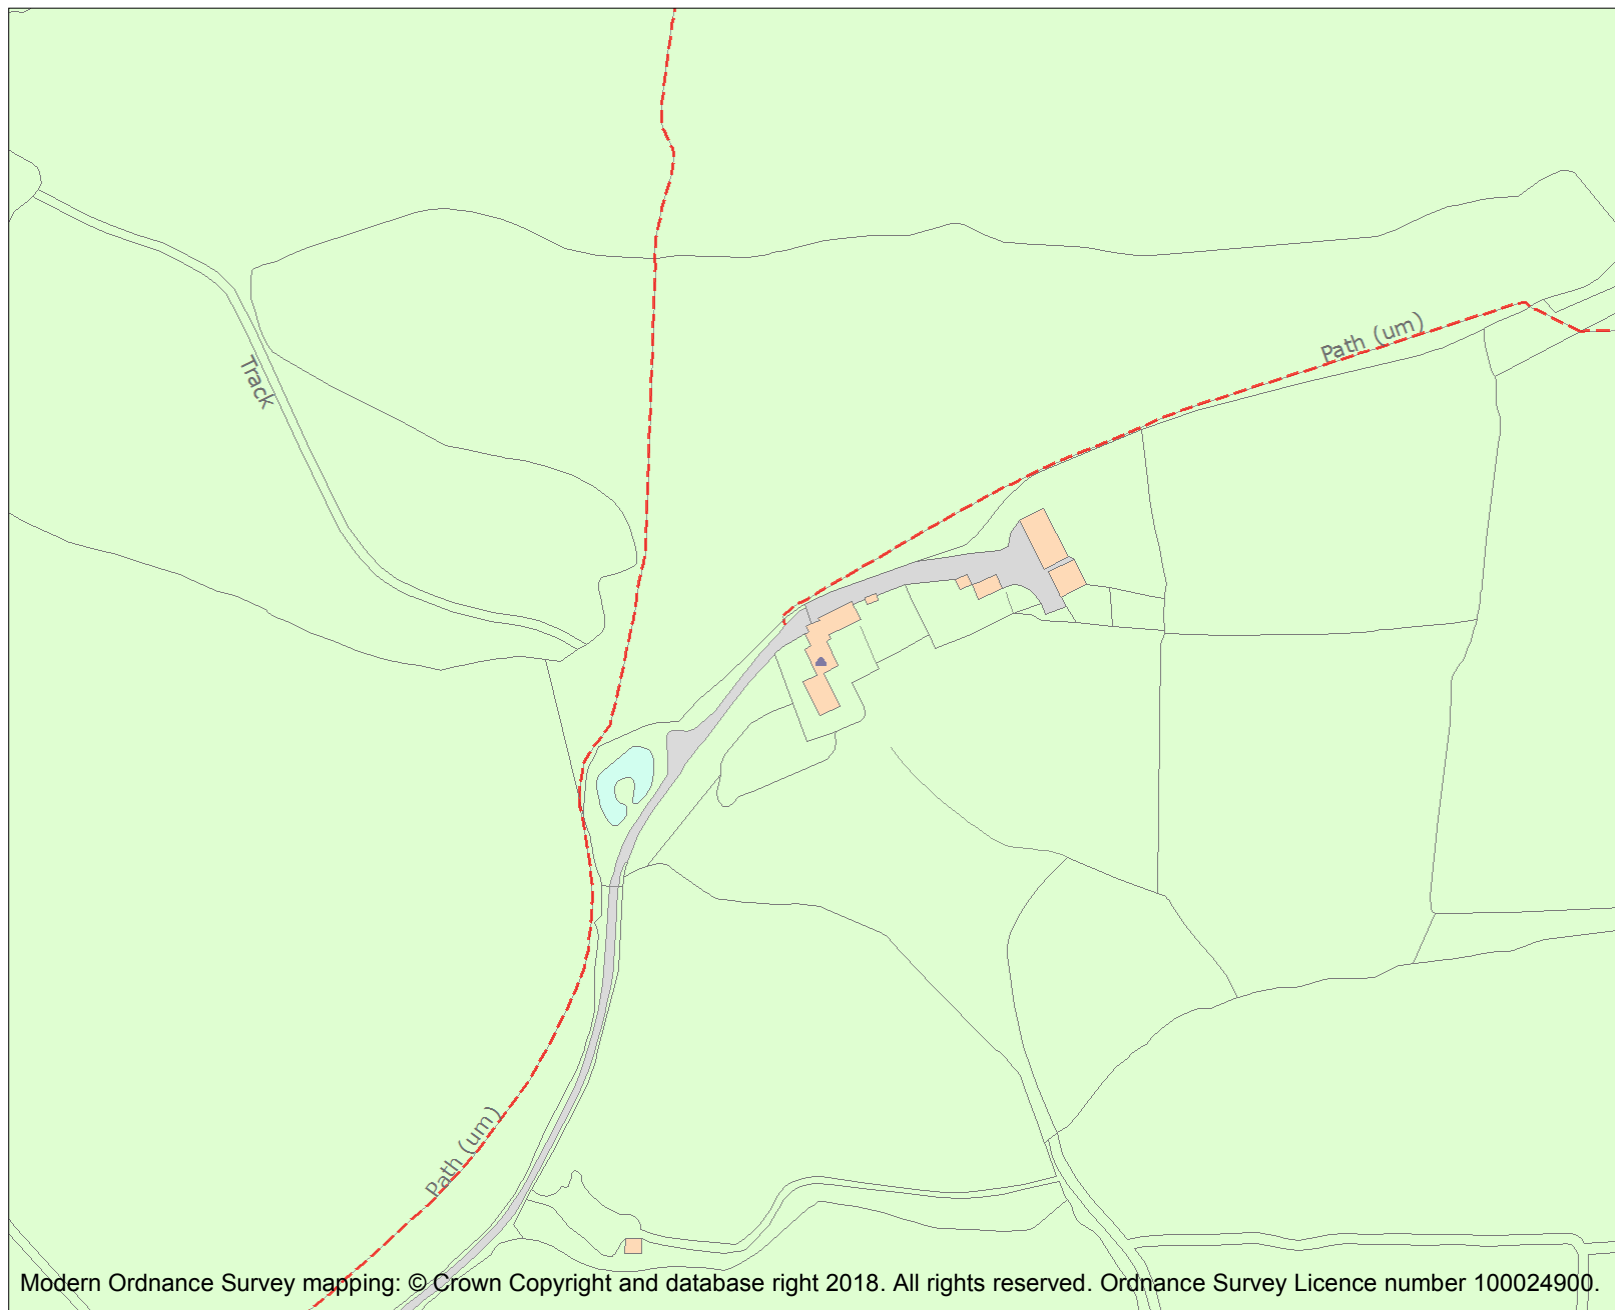 Path (um)
Track
Path (um)
Modern Ordnance Survey mapping: © Crown Copyright and database right 2018. All rights reserved. Ordnance Survey Licence number 100024900.